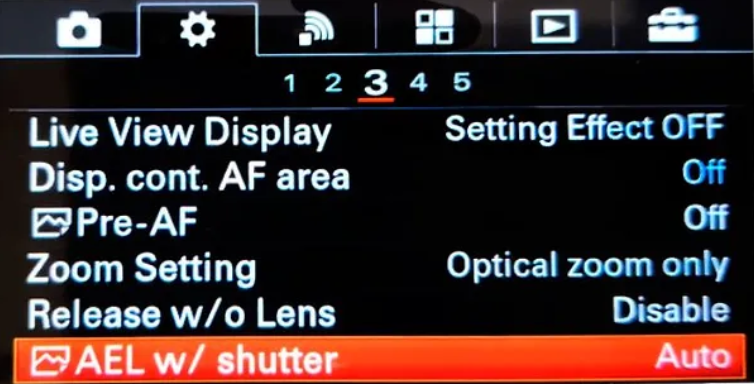 1 2 3 4 5
Live View Display Setting Effect OFF
Disp. cont. AF area Off
Pre-AF Off
Zoom Setting Optical zoom only
Release w/o Lens Disable
AEL w/ shutter Auto